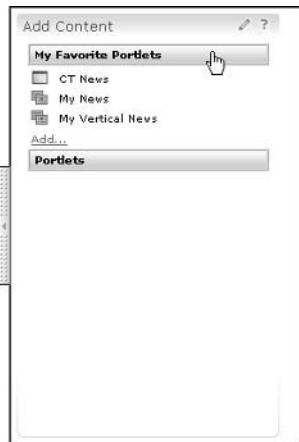 Add Content ?
My Favorite Portlets
CT News
My News
My Vertical News
Add...
Portlets